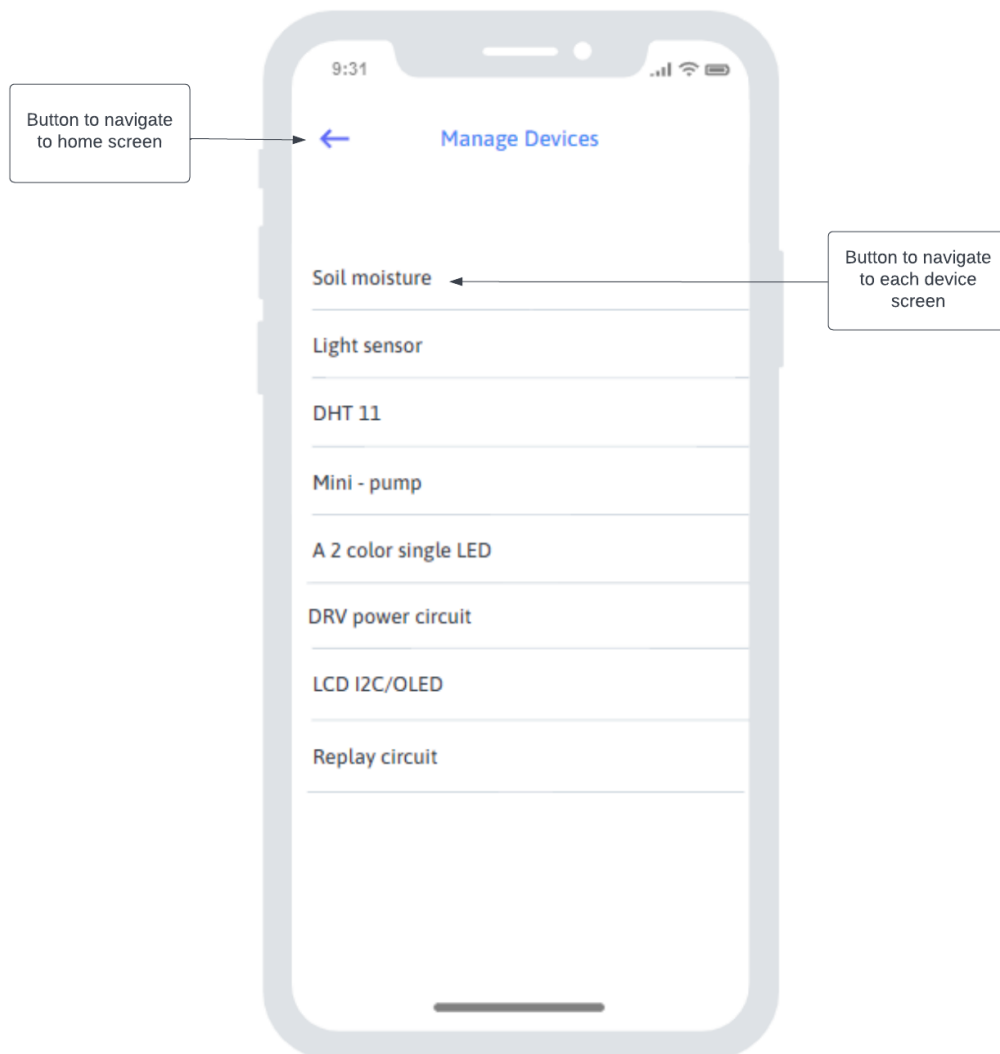 9:31
Button to navigate
to home screen
Manage Devices
Soil moisture
Button to navigate
to each device
screen
Light sensor
DHT 11
Mini - pump
A 2 color single LED
DRV power circuit
LCD I2C/OLED
Replay circuit